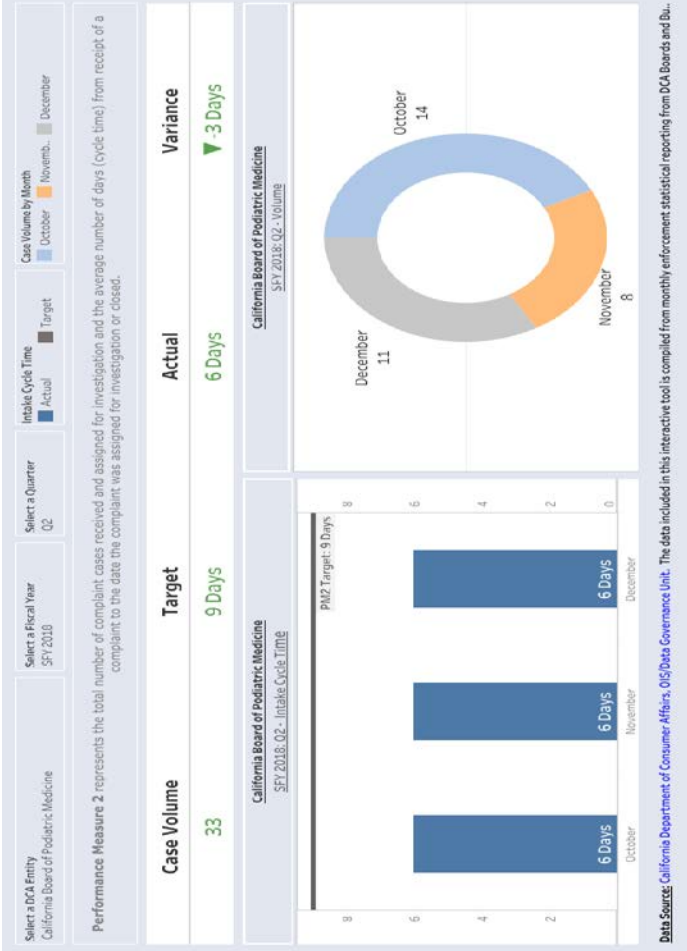 Select a DCA Entity
California Board of Podiatric Medicine
Select a Fiscal Year
SFY 2018
Select a Quarter
Q2
Intake Cycle Time
Actual
Target
Case Volume by Month
October
Novemb..
December
Performance Measure 2 represents the total number of complaint cases received and assigned for investigation and the average number of days (cycle time) from receipt of a
complaint to the date the complaint was assigned for investigation or closed.
Case Volume
Target
Actual
Variance
33
9 Days
6 Days
▼ -3 Days
California Board of Podiatric Medicine
SFY 2018: Q2 - Intake Cycle Time
PM2 Target: 9 Days
8
6
4
2
8
6
4
2
0
6 Days
6 Days
6 Days
October
November
December
California Board of Podiatric Medicine
SFY 2018: Q2 - Volume
December
11
October
14
November
8
Data Source: California Department of Consumer Affairs, OIS/Data Governance Unit. The data included in this interactive tool is compiled from monthly enforcement statistical reporting from DCA Boards and Bu..